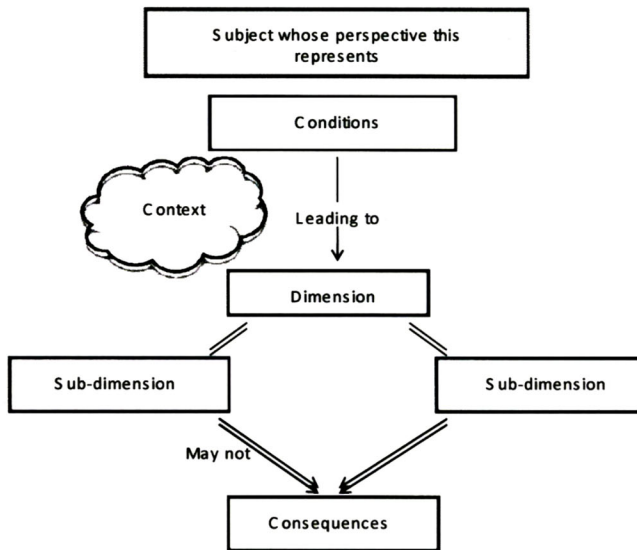 Subject whose perspective this
represents
Conditions
Context
Leading to
Dimension
Sub-dimension
Sub-dimension
May not
Consequences